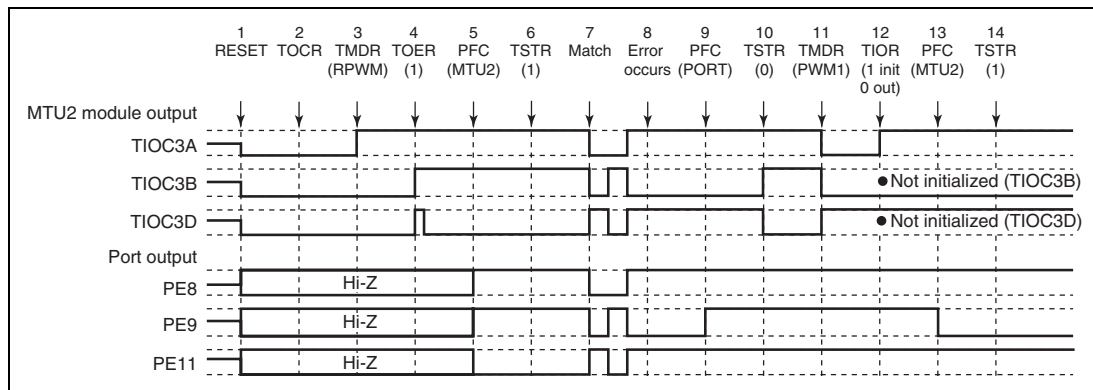 1 2 3 4 5 6 7 8 9 10 11 12 13 14
RESET TOCR TMDR TOER PFC TSTR Match Error PFC TSTR TMDR TIOR PFC TSTR
(RPWM) (1) (MTU2) (1) occurs (PORT) (0) (PWM1) (1 init (MTU2) (1)
0 out)
MTU2 module output
TIOC3A
TIOC3B ●Not initialized (TIOC3B)
TIOC3D ●Not initialized (TIOC3D)
Port output
PE8 Hi-Z
PE9 Hi-Z
PE11 Hi-Z